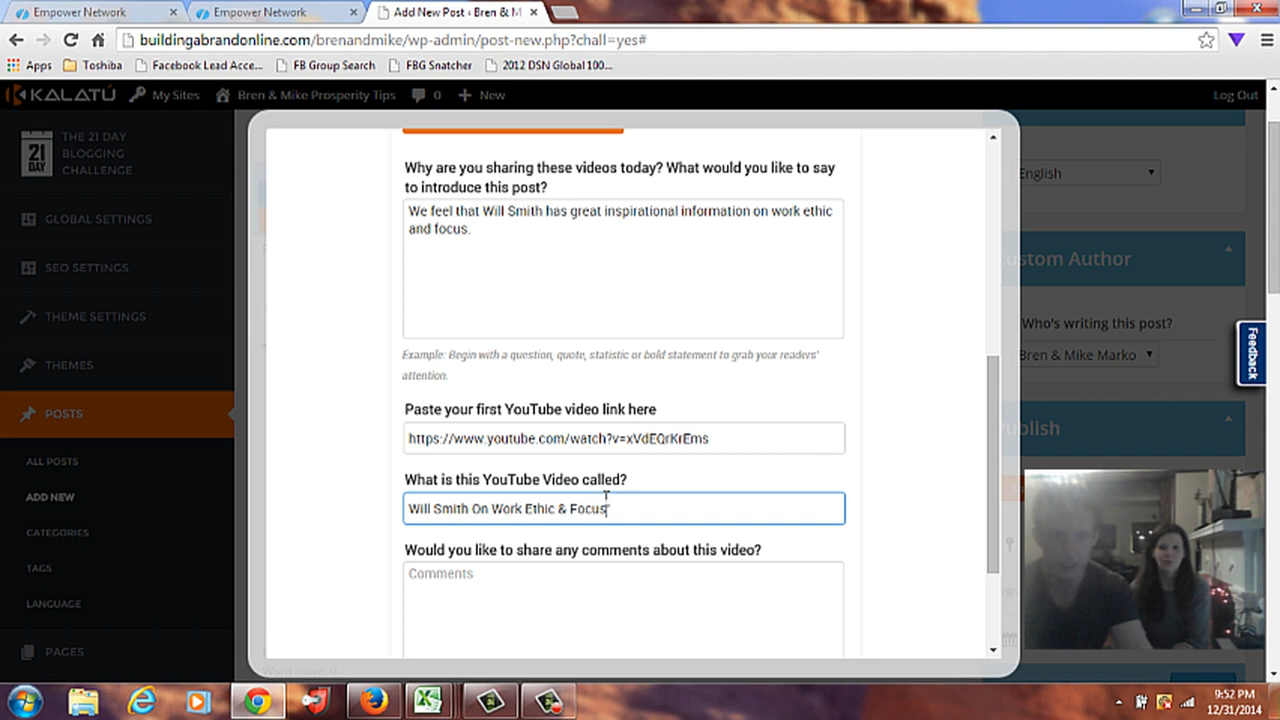 Empower Network
Empower Network
Add New Post ‹ Bren & M
buildingabrandonline.com/brenandmike/wp-admin/post-new.php?chall=yes#
Apps
Toshiba
Facebook Lead Acce...
FB Group Search
FBG Snatcher
2012 DSN Global 100...
KALATÚ
My Sites
Bren & Mike Prosperity Tips
0
New
Log Out
21
DAY
THE 21 DAY
BLOGGING
CHALLENGE
GLOBAL SETTINGS
SEO SETTINGS
THEME SETTINGS
THEMES
POSTS
ALL POSTS
ADD NEW
CATEGORIES
TAGS
LANGUAGE
PAGES
Why are you sharing these videos today? What would you like to say
to introduce this post?
We feel that Will Smith has great inspirational information on work ethic
and focus.
Example: Begin with a question, quote, statistic or bold statement to grab your readers'
attention.
Paste your first YouTube video link here
https://www.youtube.com/watch?v=xVdEQrKrEms
What is this YouTube Video called?
Will Smith On Work Ethic & Focus
Would you like to share any comments about this video?
Comments
Word count: 0
English
ustom Author
Who's writing this post?
Bren & Mike Marko
ublish
Feedback
9:52 PM
12/31/2014